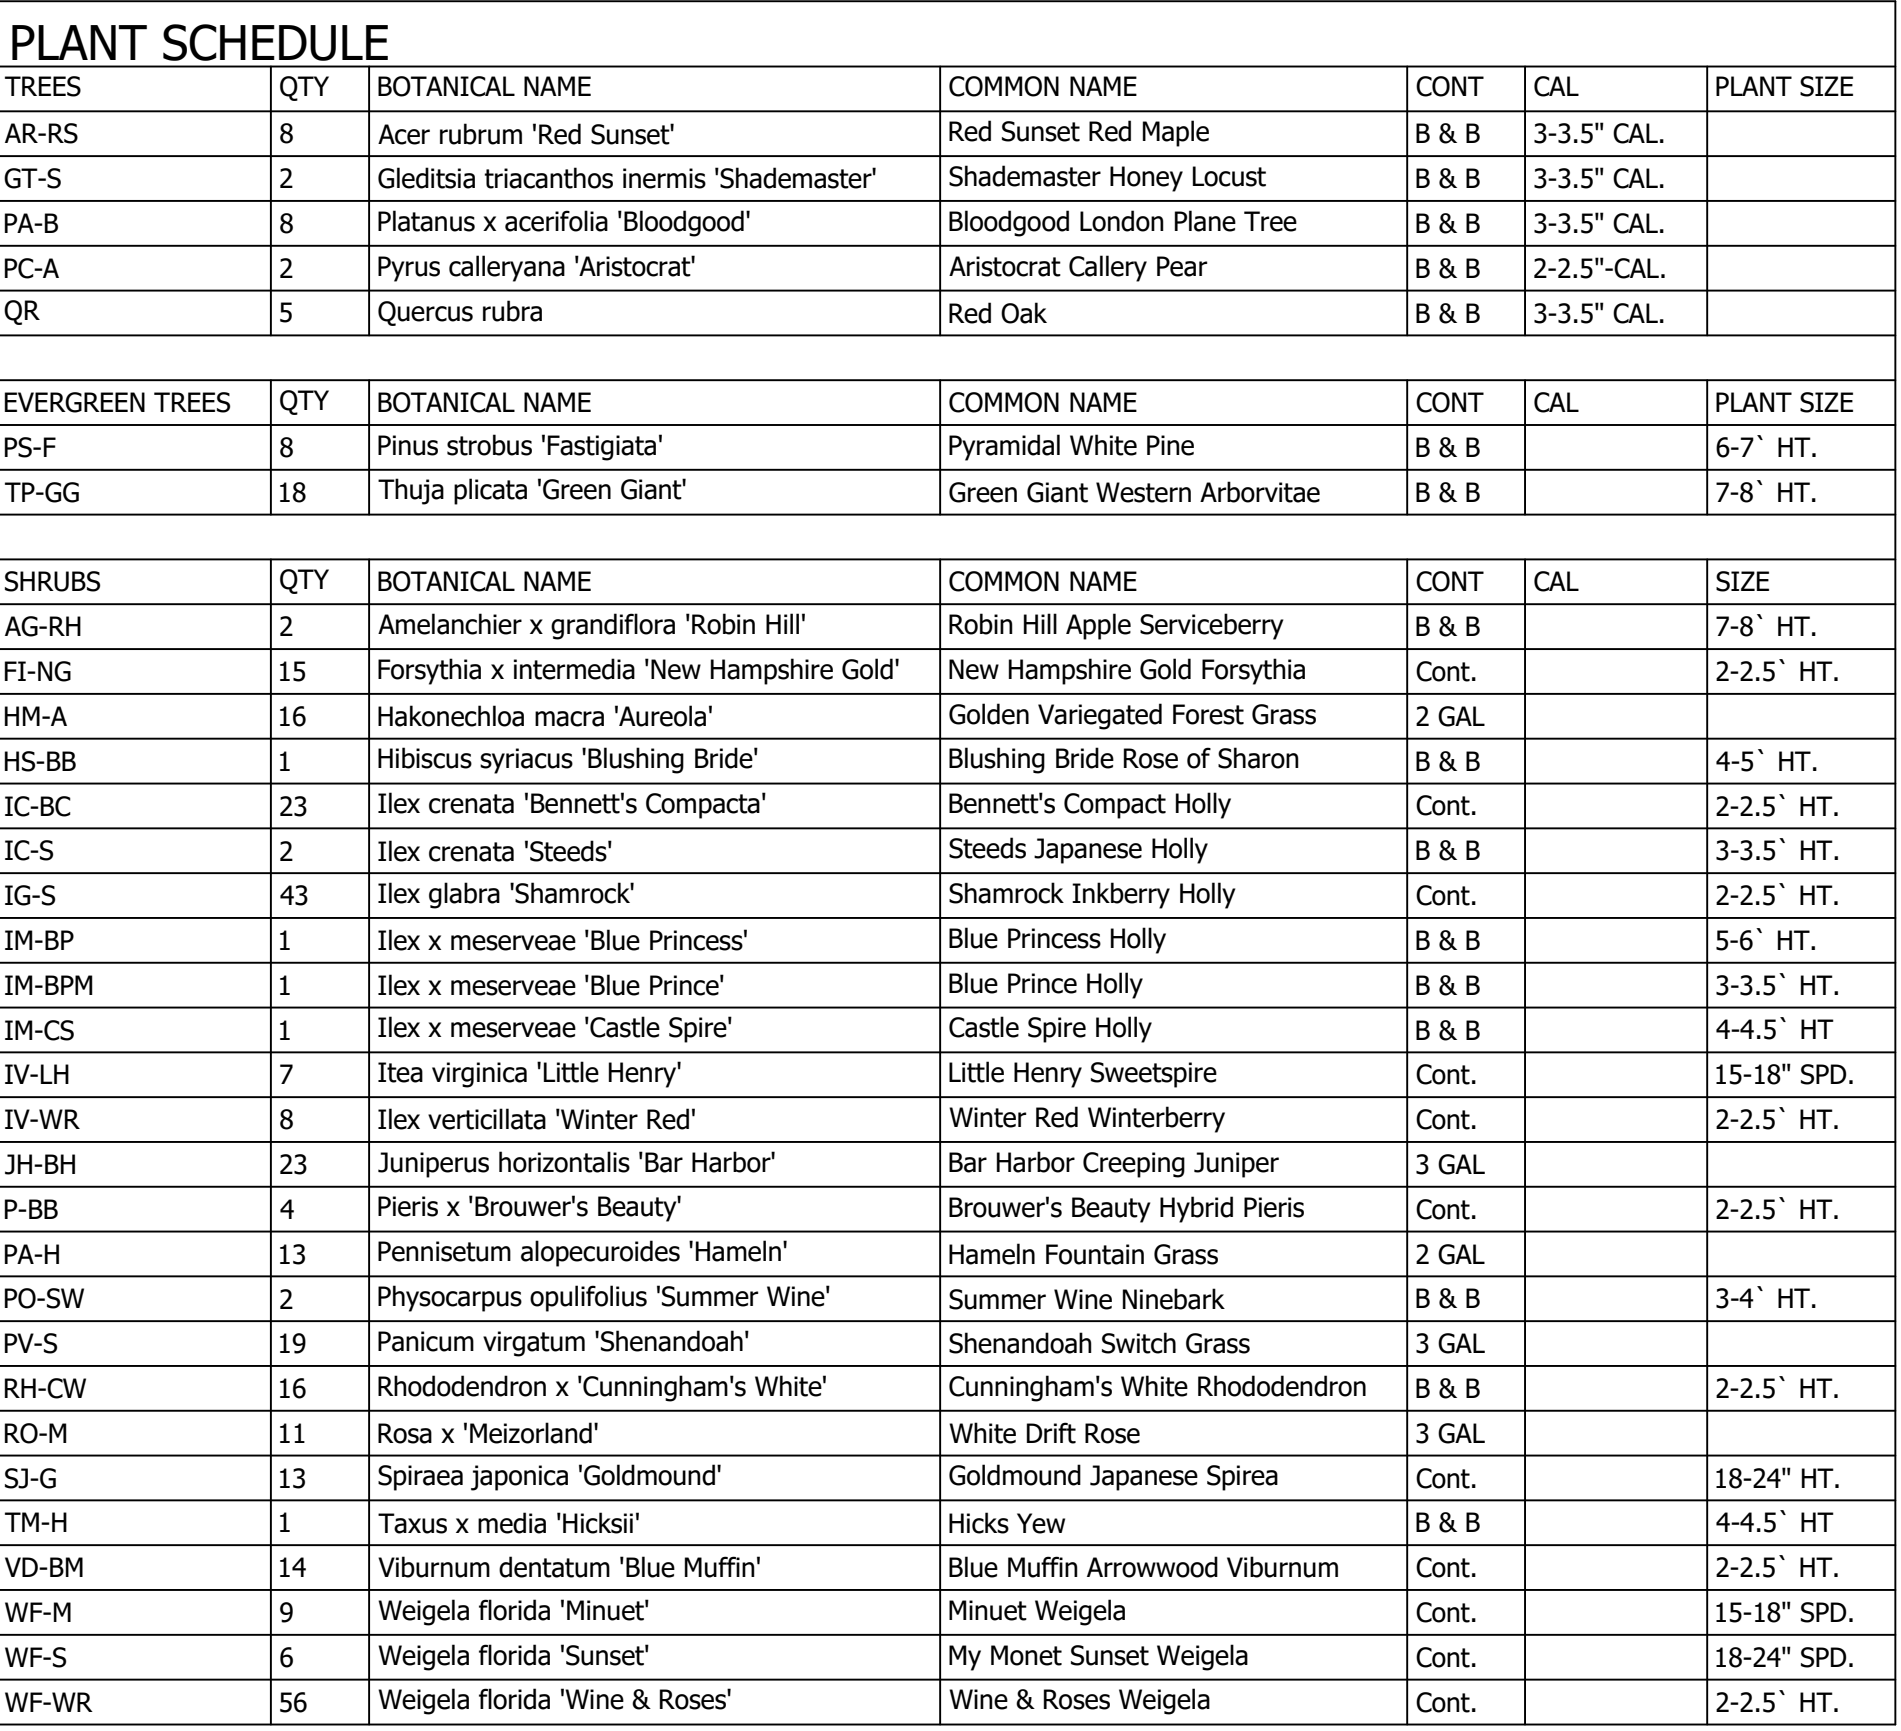 PLANT SCHEDULE
TREES QTY BOTANICAL NAME COMMON NAME CONT CAL PLANT SIZE
AR-RS 8 Acer rubrum 'Red Sunset' Red Sunset Red Maple B & B 3-3.5" CAL.
GT-S 2 Gleditsia triacanthos inermis 'Shademaster' Shademaster Honey Locust B & B 3-3.5" CAL.
PA-B 8 Platanus x acerifolia 'Bloodgood' Bloodgood London Plane Tree B & B 3-3.5" CAL.
PC-A 2 Pyrus calleryana 'Aristocrat' Aristocrat Callery Pear B & B 2-2.5"-CAL.
QR 5 Quercus rubra Red Oak B & B 3-3.5" CAL.
EVERGREEN TREES QTY BOTANICAL NAME COMMON NAME CONT CAL PLANT SIZE
PS-F 8 Pinus strobus 'Fastigiata' Pyramidal White Pine B & B 6-7` HT.
TP-GG 18 Thuja plicata 'Green Giant' Green Giant Western Arborvitae B & B 7-8` HT.
SHRUBS QTY BOTANICAL NAME COMMON NAME CONT CAL SIZE
AG-RH 2 Amelanchier x grandiflora 'Robin Hill' Robin Hill Apple Serviceberry B & B 7-8` HT.
FI-NG 15 Forsythia x intermedia 'New Hampshire Gold' New Hampshire Gold Forsythia Cont. 2-2.5` HT.
HM-A 16 Hakonechloa macra 'Aureola' Golden Variegated Forest Grass 2 GAL
HS-BB 1 Hibiscus syriacus 'Blushing Bride' Blushing Bride Rose of Sharon B & B 4-5` HT.
IC-BC 23 Ilex crenata 'Bennett's Compacta' Bennett's Compact Holly Cont. 2-2.5` HT.
IC-S 2 Ilex crenata 'Steeds' Steeds Japanese Holly B & B 3-3.5` HT.
IG-S 43 Ilex glabra 'Shamrock' Shamrock Inkberry Holly Cont. 2-2.5` HT.
IM-BP 1 Ilex x meserveae 'Blue Princess' Blue Princess Holly B & B 5-6` HT.
IM-BPM 1 Ilex x meserveae 'Blue Prince' Blue Prince Holly B & B 3-3.5` HT.
IM-CS 1 Ilex x meserveae 'Castle Spire' Castle Spire Holly B & B 4-4.5` HT
IV-LH 7 Itea virginica 'Little Henry' Little Henry Sweetspire Cont. 15-18" SPD.
IV-WR 8 Ilex verticillata 'Winter Red' Winter Red Winterberry Cont. 2-2.5` HT.
JH-BH 23 Juniperus horizontalis 'Bar Harbor' Bar Harbor Creeping Juniper 3 GAL
P-BB 4 Pieris x 'Brouwer's Beauty' Brouwer's Beauty Hybrid Pieris Cont. 2-2.5` HT.
PA-H 13 Pennisetum alopecuroides 'Hameln' Hameln Fountain Grass 2 GAL
PO-SW 2 Physocarpus opulifolius 'Summer Wine' Summer Wine Ninebark B & B 3-4` HT.
PV-S 19 Panicum virgatum 'Shenandoah' Shenandoah Switch Grass 3 GAL
RH-CW 16 Rhododendron x 'Cunningham's White' Cunningham's White Rhododendron B & B 2-2.5` HT.
RO-M 11 Rosa x 'Meizorland' White Drift Rose 3 GAL
SJ-G 13 Spiraea japonica 'Goldmound' Goldmound Japanese Spirea Cont. 18-24" HT.
TM-H 1 Taxus x media 'Hicksii' Hicks Yew B & B 4-4.5` HT
VD-BM 14 Viburnum dentatum 'Blue Muffin' Blue Muffin Arrowwood Viburnum Cont. 2-2.5` HT.
WF-M 9 Weigela florida 'Minuet' Minuet Weigela Cont. 15-18" SPD.
WF-S 6 Weigela florida 'Sunset' My Monet Sunset Weigela Cont. 18-24" SPD.
WF-WR 56 Weigela florida 'Wine & Roses' Wine & Roses Weigela Cont. 2-2.5` HT.